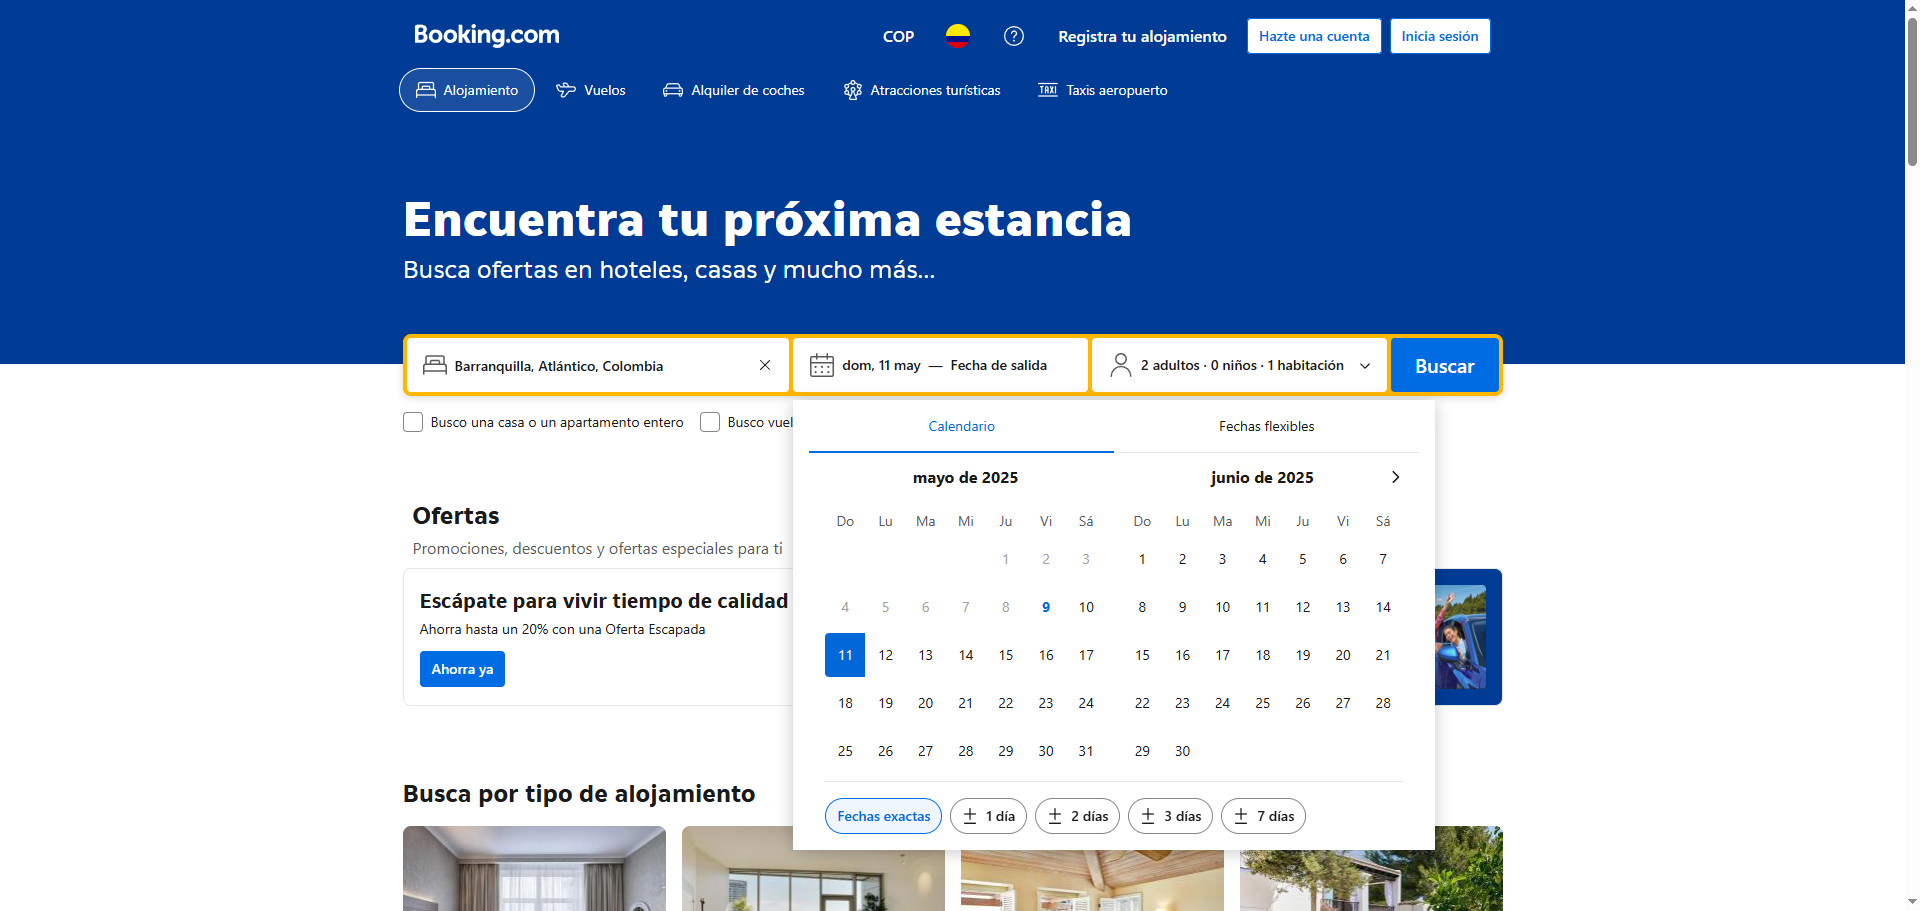 Booking.com
COP
Registra tu alojamiento
Hazte una cuenta
Inicia sesión
Alojamiento
Vuelos
Alquiler de coches
Atracciones turísticas
TAXI
Taxis aeropuerto
Encuentra tu próxima estancia
Busca ofertas en hoteles, casas y mucho más...
Barranquilla, Atlántico, Colombia
dom, 11 may — Fecha de salida
2 adultos · 0 niños · 1 habitación
Buscar
Busco una casa o un apartamento entero
Busco vuel
Calendario
Fechas flexibles
mayo de 2025
Do Lu Ma Mi Ju Vi Sá
1 2 3
4 5 6 7 8 9 10
11 12 13 14 15 16 17
18 19 20 21 22 23 24
25 26 27 28 29 30 31
junio de 2025
Do Lu Ma Mi Ju Vi Sá
1 2 3 4 5 6 7
8 9 10 11 12 13 14
15 16 17 18 19 20 21
22 23 24 25 26 27 28
29 30
Fechas exactas
± 1 día
± 2 días
± 3 días
± 7 días
Ofertas
Promociones, descuentos y ofertas especiales para ti
Escápate para vivir tiempo de calidad
Ahorra hasta un 20% con una Oferta Escapada
Ahorra ya
Busca por tipo de alojamiento